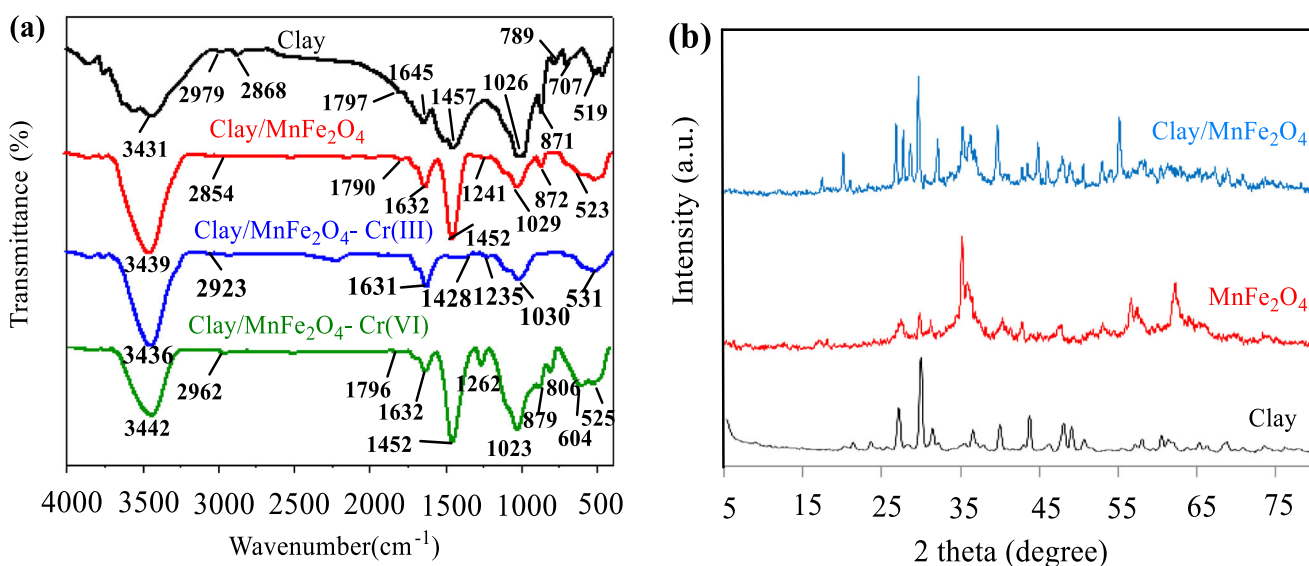 (a)
Transmittance (%)
Clay
2979
2868
1797
1645
1457
1026
789
707
519
871
3431
Clay/MnFe₂O₄
2854
1790
1632
1241
1029
872
523
1452
3439
Clay/MnFe₂O₄- Cr(III)
2923
1631
1428
1235
1030
531
3436
Clay/MnFe₂O₄- Cr(VI)
2962
1796
1632
1262
806
879
525
604
3442
1452
1023
4000 3500 3000 2500 2000 1500 1000 500
Wavenumber(cm⁻¹)
(b)
Intensity (a.u.)
Clay/MnFe₂O₄
MnFe₂O₄
Clay
5 15 25 35 45 55 65 75
2 theta (degree)